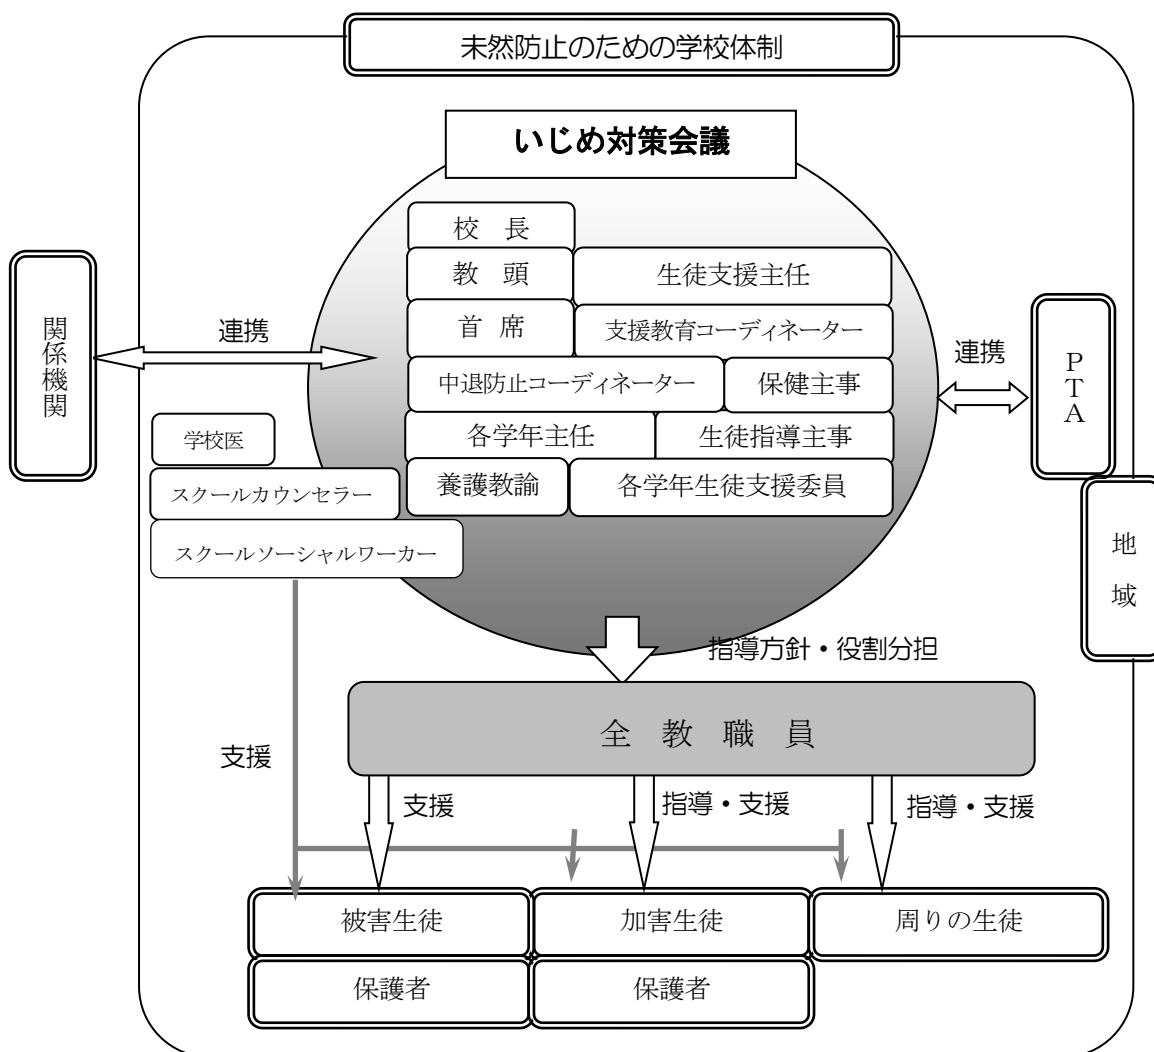 未然防止のための学校体制
いじめ対策会議
校　長
教　頭
生徒支援主任
首　席
支援教育コーディネーター
中退防止コーディネーター
保健主事
各学年主任
生徒指導主事
養護教諭
各学年生徒支援委員
関係機関
連携
連携
PTA
地域
学校医
スクールカウンセラー
スクールソーシャルワーカー
指導方針・役割分担
全　教　職　員
支援
支援
指導・支援
指導・支援
被害生徒
加害生徒
周りの生徒
保護者
保護者